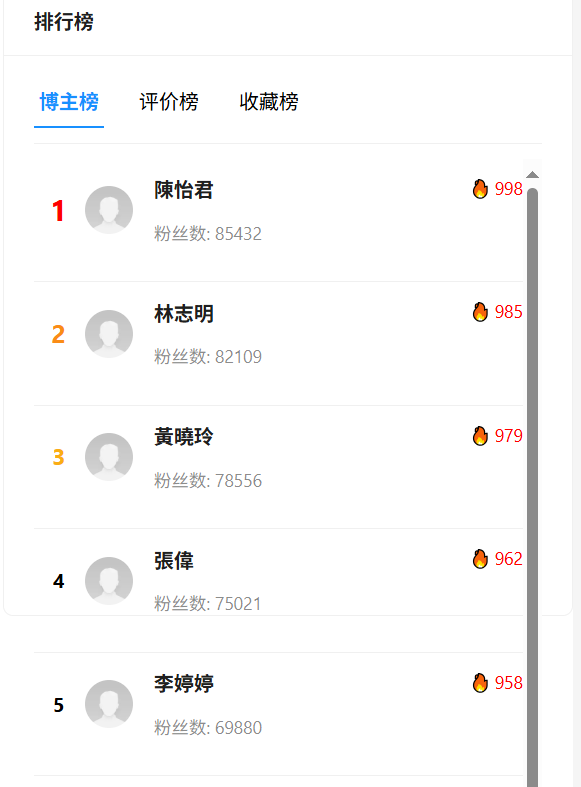 排行榜
博主榜 评价榜 收藏榜
1 陳怡君 998
粉丝数: 85432
2 林志明 985
粉丝数: 82109
3 黃曉玲 979
粉丝数: 78556
4 張偉 962
粉丝数: 75021
5 李婷婷 958
粉丝数: 69880